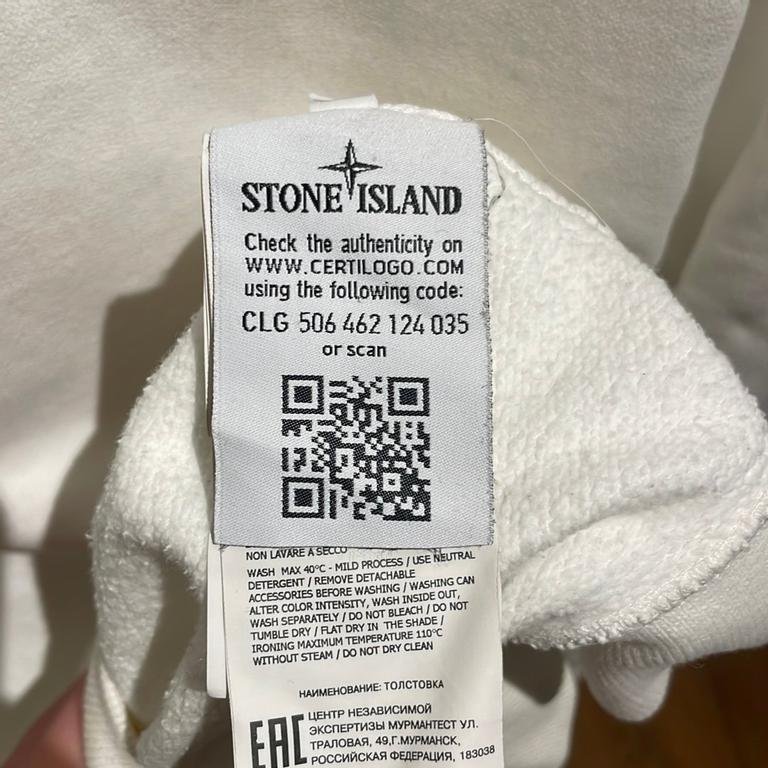 STONE ISLAND
Check the authenticity on
WWW.CERTILOGO.COM
using the following code:
CLG 506 462 124 035
or scan
NON LAVARE A SECCO
WASH MAX 40°C - MILD PROCESS / USE NEUTRAL
DETERGENT / REMOVE DETACHABLE
ACCESSORIES BEFORE WASHING / WASHING CAN
ALTER COLOR INTENSITY, WASH INSIDE OUT,
WASH SEPARATELY / DO NOT BLEACH / DO NOT
TUMBLE DRY / FLAT DRY IN THE SHADE /
IRONING MAXIMUM TEMPERATURE 110°C
WITHOUT STEAM / DO NOT DRY CLEAN
НАИМЕНОВАНИЕ: ТОЛСТОВКА
EAC
ЦЕНТР НЕЗАВИСИМОЙ
ЭКСПЕРТИЗЫ МУРМАНТЕСТ УЛ.
ТРАЛОВАЯ, 49,Г.МУРМАНСК,
РОССИЙСКАЯ ФЕДЕРАЦИЯ, 183038